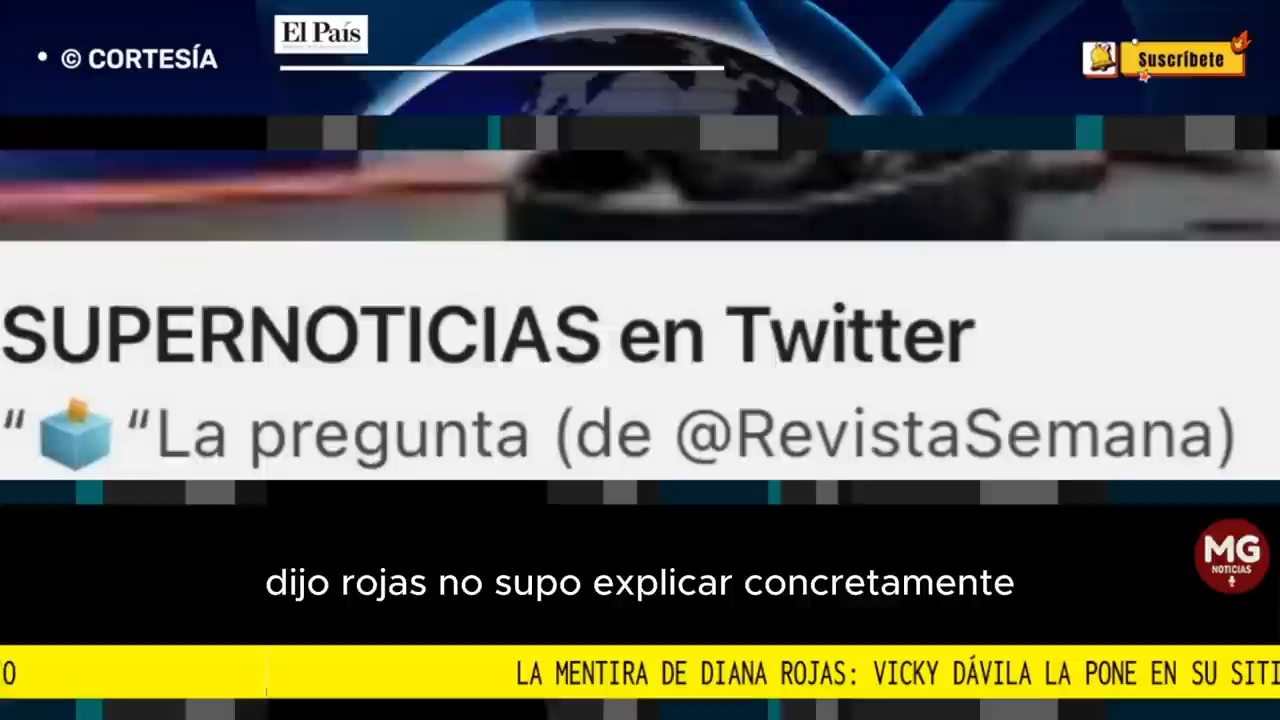 • © CORTESÍA
El País
Suscríbete
SUPERNOTICIAS en Twitter
“🗳️ “La pregunta (de @RevistaSemana)
dijo rojas no supo explicar concretamente
MG
NOTICIAS
O LA MENTIRA DE DIANA ROJAS: VICKY DÁVILA LA PONE EN SU SITI